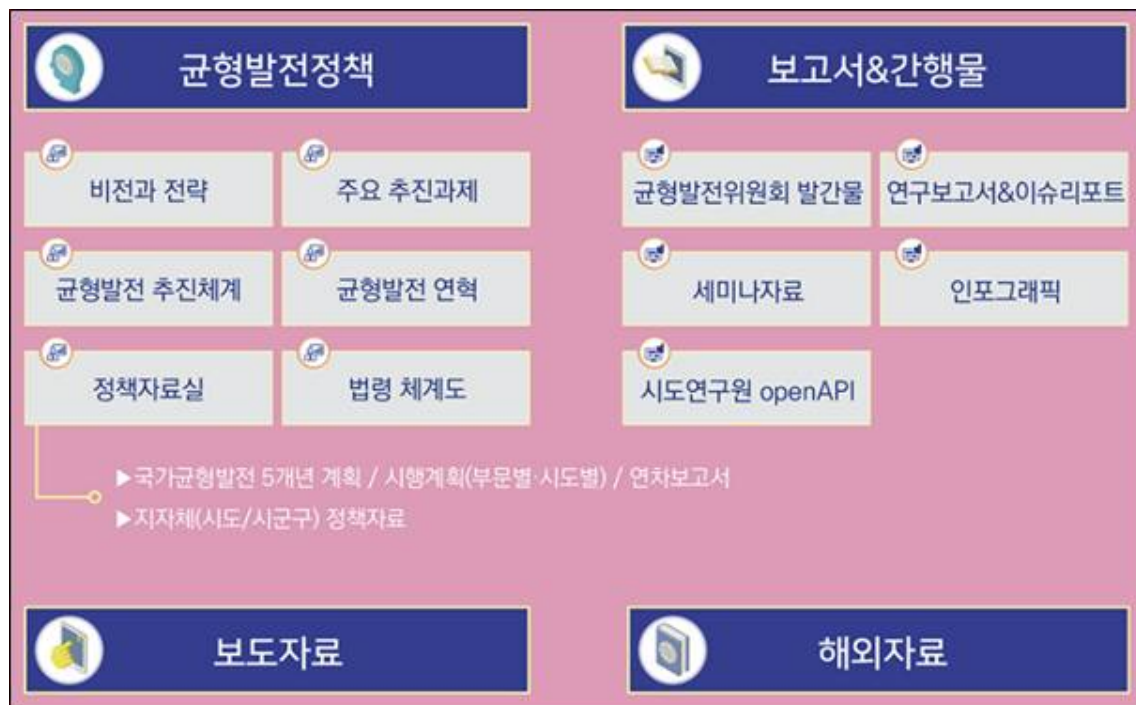 균형발전정책
보고서&간행물
비전과 전략
주요 추진과제
균형발전위원회 발간물
연구보고서&이슈리포트
균형발전 추진체계
균형발전 연혁
세미나자료
인포그래픽
정책자료실
법령 체계도
시도연구원 openAPI
▶국가균형발전 5개년 계획 / 시행계획(부문별·시도별) / 연차보고서
▶지자체(시도/시군구) 정책자료
보도자료
해외자료